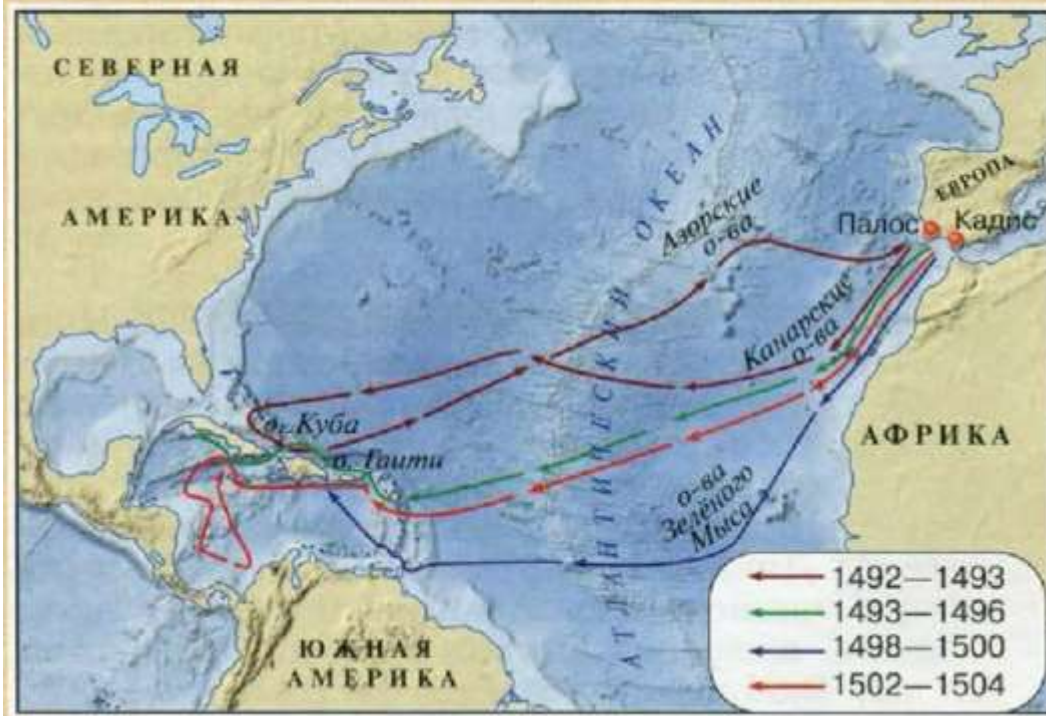 СЕВЕРНАЯ
АМЕРИКА
АТЛАНТИЧЕСКИЙ ОКЕАН
Азорские
о-ва
ЕВРОПА
Палос
Кадис
Канарские
о-ва
о. Куба
о. Гаити
АФРИКА
о-ва
Зелёного
Мыса
ЮЖНАЯ
АМЕРИКА
1492—1493
1493—1496
1498—1500
1502—1504